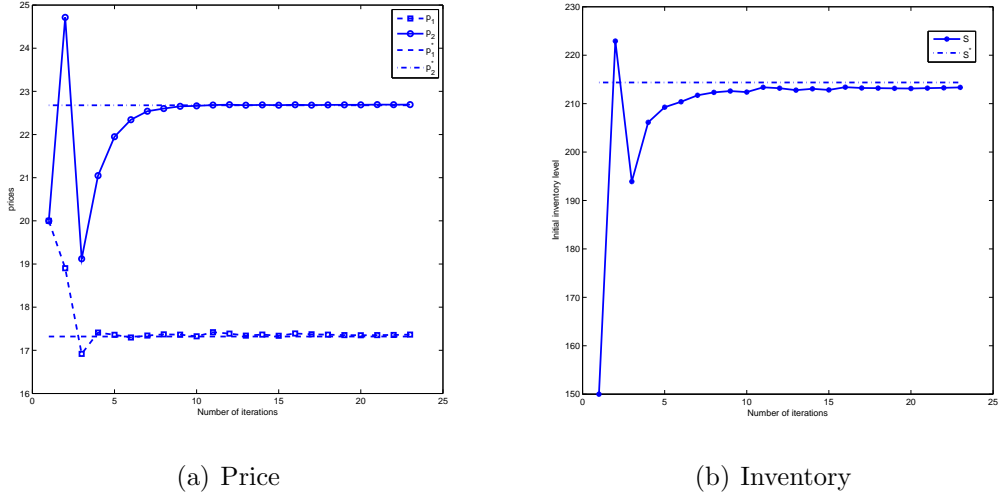 25
24
23
22
21
20
19
18
17
16
prices
0
5
10
15
20
25
Number of iterations
p1
p2
p1*
p2*
(a) Price
230
220
210
200
190
180
170
160
150
Initial inventory level
0
5
10
15
20
25
Number of iterations
S
S*
(b) Inventory